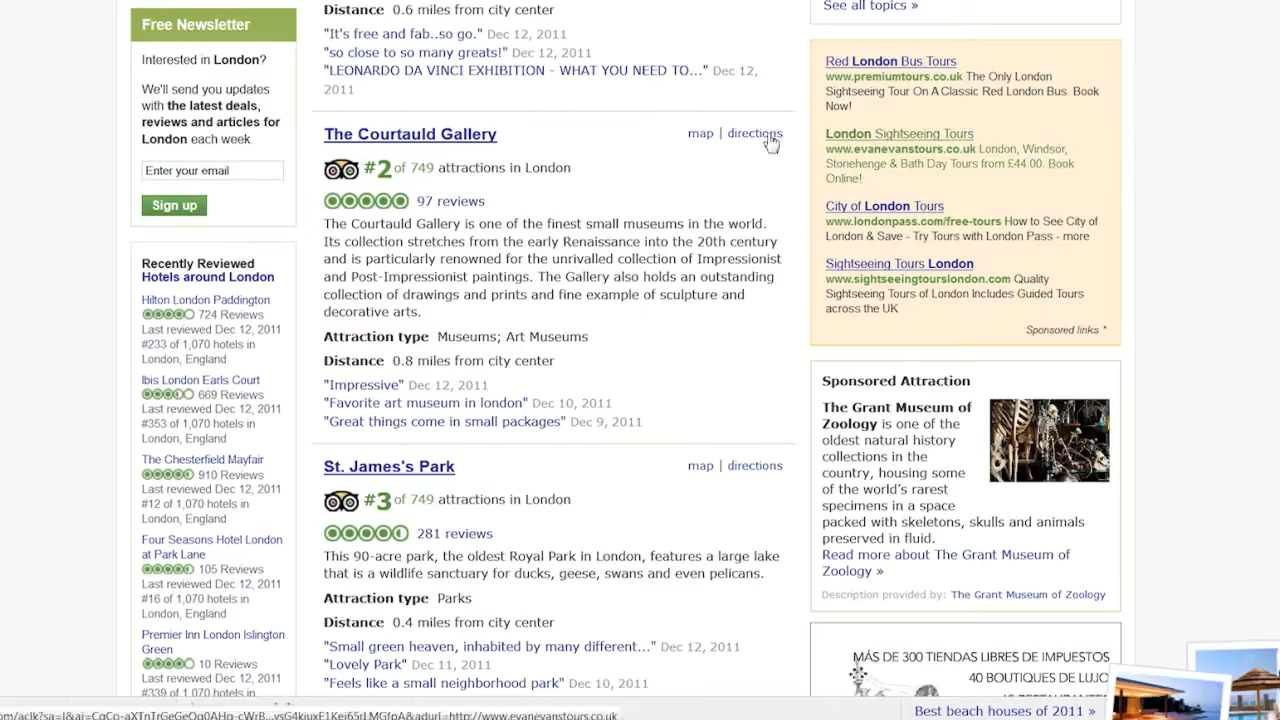 Free Newsletter
Interested in London?
We'll send you updates
with the latest deals,
reviews and articles for
London each week.
Enter your email
Sign up
Recently Reviewed
Hotels around London
Hilton London Paddington
724 Reviews
Last reviewed Dec 12, 2011
#233 of 1,070 hotels in
London, England
Ibis London Earls Court
669 Reviews
Last reviewed Dec 12, 2011
#353 of 1,070 hotels in
London, England
The Chesterfield Mayfair
910 Reviews
Last reviewed Dec 12, 2011
#12 of 1,070 hotels in
London, England
Four Seasons Hotel London
at Park Lane
105 Reviews
Last reviewed Dec 12, 2011
#16 of 1,070 hotels in
London, England
Premier Inn London Islington
Green
10 Reviews
Last reviewed Dec 12, 2011
#339 of 1,070 hotels in
Distance 0.6 miles from city center
"It's free and fab..so go." Dec 12, 2011
"so close to so many greats!" Dec 12, 2011
"LEONARDO DA VINCI EXHIBITION - WHAT YOU NEED TO..." Dec 12,
2011
The Courtauld Gallery map | directions
#2 of 749 attractions in London
97 reviews
The Courtauld Gallery is one of the finest small museums in the world.
Its collection stretches from the early Renaissance into the 20th century
and is particularly renowned for the unrivalled collection of Impressionist
and Post-Impressionist paintings. The Gallery also holds an outstanding
collection of drawings and prints and fine example of sculpture and
decorative arts.
Attraction type Museums; Art Museums
Distance 0.8 miles from city center
"Impressive" Dec 12, 2011
"Favorite art museum in london" Dec 10, 2011
"Great things come in small packages" Dec 9, 2011
St. James's Park map | directions
#3 of 749 attractions in London
281 reviews
This 90-acre park, the oldest Royal Park in London, features a large lake
that is a wildlife sanctuary for ducks, geese, swans and even pelicans.
Attraction type Parks
Distance 0.4 miles from city center
"Small green heaven, inhabited by many different..." Dec 12, 2011
"Lovely Park" Dec 11, 2011
"Feels like a small neighborhood park" Dec 10, 2011
See all topics »
Red London Bus Tours
www.premiumtours.co.uk The Only London
Sightseeing Tour On A Classic Red London Bus. Book
Now!
London Sightseeing Tours
www.evanevanstours.co.uk London, Windsor,
Stonehenge & Bath Day Tours from £44.00. Book
Online!
City of London Tours
www.londonpass.com/free-tours How to See City of
London & Save - Try Tours with London Pass - more
Sightseeing Tours London
www.sightseeingtourslondon.com Quality
Sightseeing Tours of London Includes Guided Tours
across the UK
Sponsored links *
Sponsored Attraction
The Grant Museum of
Zoology is one of the
oldest natural history
collections in the
country, housing some
of the world's rarest
specimens in a space
packed with skeletons, skulls and animals
preserved in fluid.
Read more about The Grant Museum of
Zoology »
Description provided by: The Grant Museum of Zoology
MÁS DE 300 TIENDAS LIBRES DE IMPUESTOS
40 BOUTIQUES DE LUJO
Best beach houses of 2011 »